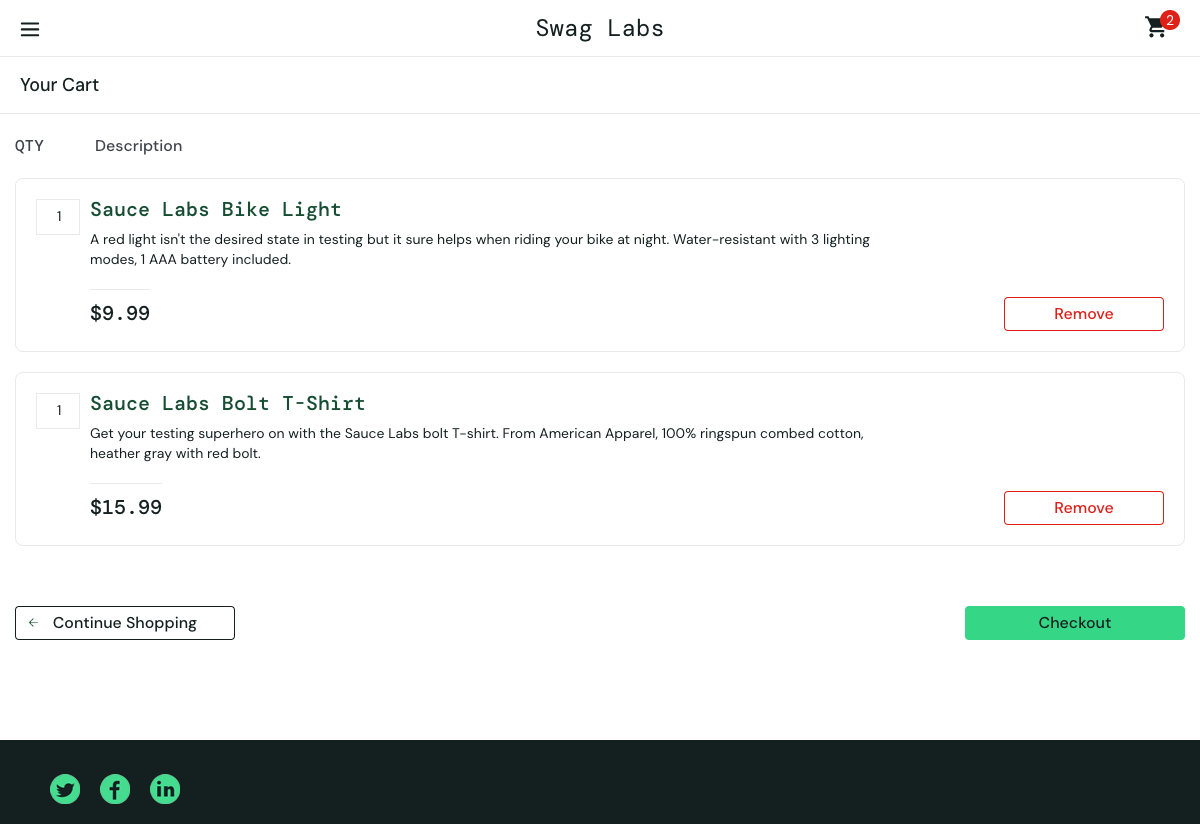 Swag Labs
2
Your Cart
QTY Description
1
Sauce Labs Bike Light
A red light isn't the desired state in testing but it sure helps when riding your bike at night. Water-resistant with 3 lighting
modes, 1 AAA battery included.
$9.99
Remove
1
Sauce Labs Bolt T-Shirt
Get your testing superhero on with the Sauce Labs bolt T-shirt. From American Apparel, 100% ringspun combed cotton,
heather gray with red bolt.
$15.99
Remove
Continue Shopping
Checkout